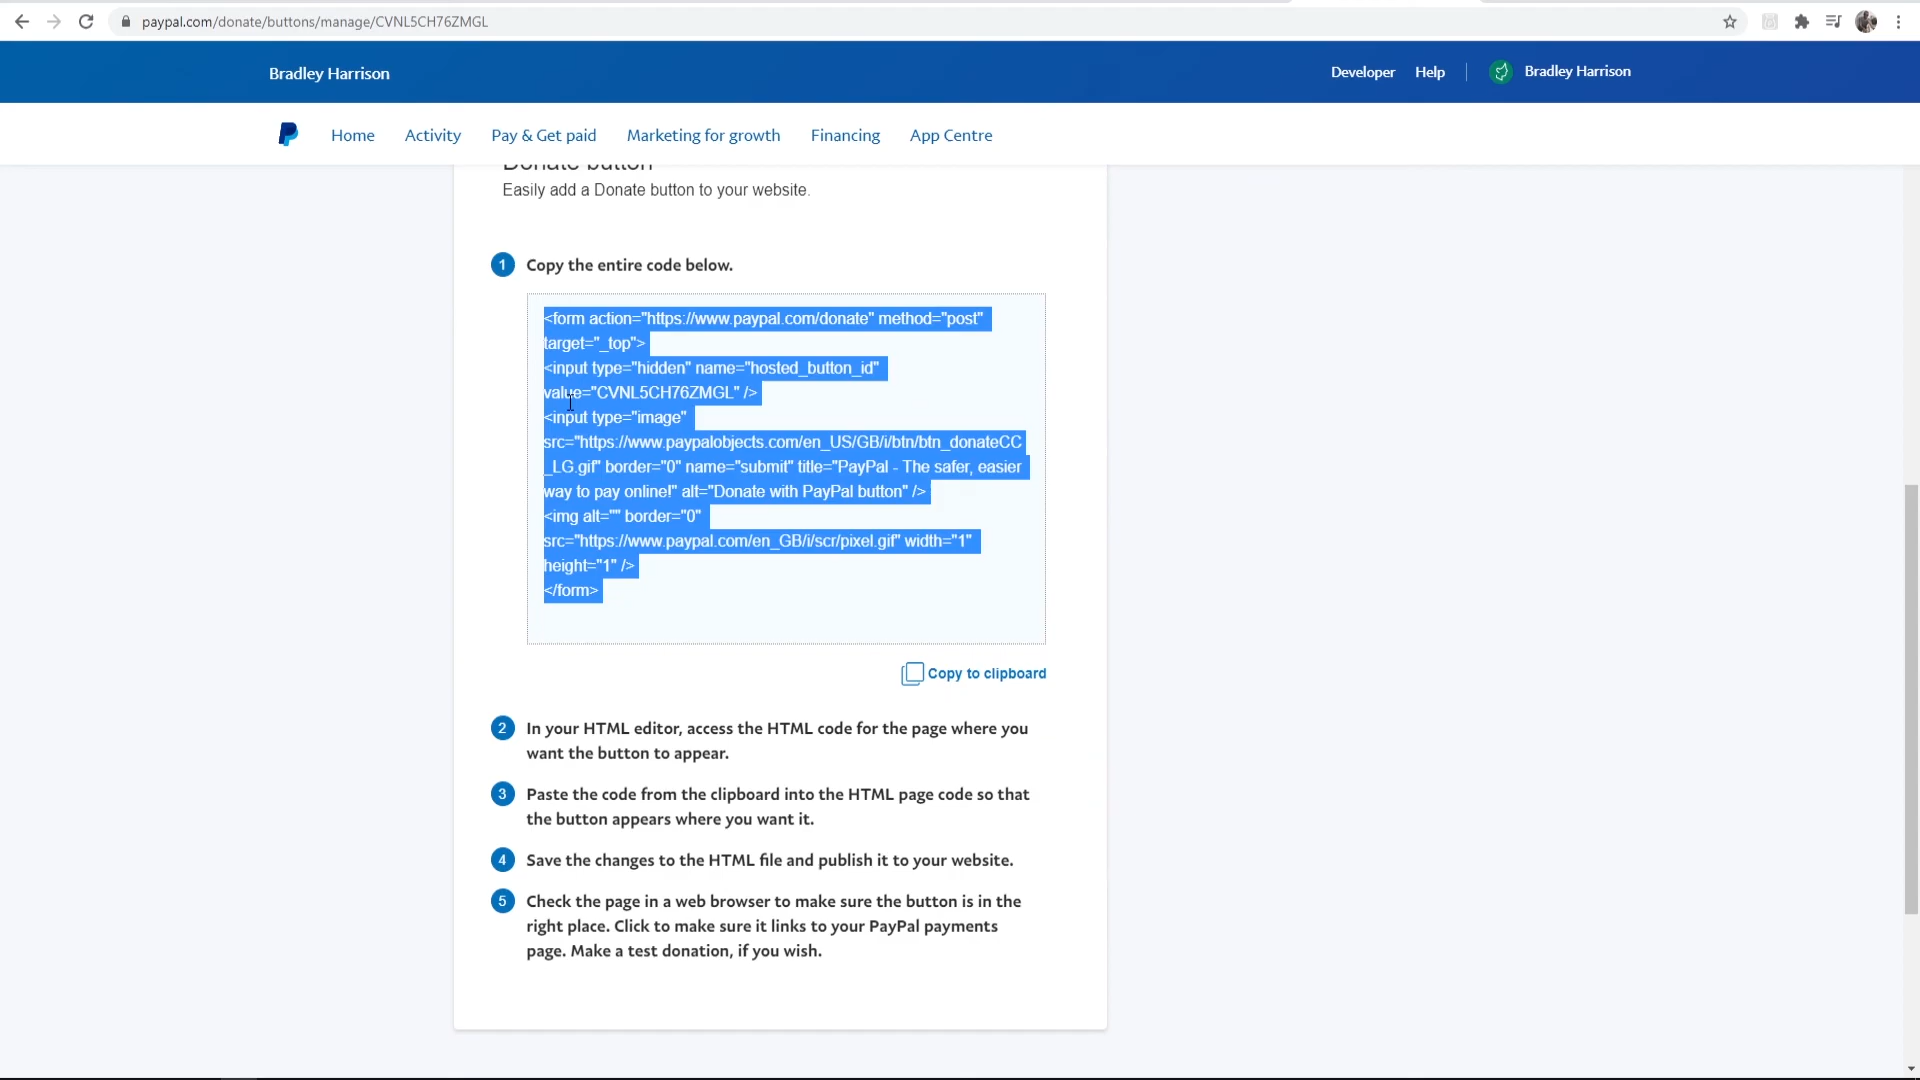 paypal.com/donate/buttons/manage/CVNL5CH76ZMGL
Bradley Harrison
Developer Help Bradley Harrison
Home Activity Pay & Get paid Marketing for growth Financing App Centre
Donate button
Easily add a Donate button to your website.
1 Copy the entire code below.
<form action="https://www.paypal.com/donate" method="post"
target="_top">
<input type="hidden" name="hosted_button_id"
value="CVNL5CH76ZMGL" />
<input type="image"
src="https://www.paypalobjects.com/en_US/GB/i/btn/btn_donateCC
_LG.gif" border="0" name="submit" title="PayPal - The safer, easier
way to pay online!" alt="Donate with PayPal button" />
<img alt="" border="0"
src="https://www.paypal.com/en_GB/i/scr/pixel.gif" width="1"
height="1" />
</form>
Copy to clipboard
2 In your HTML editor, access the HTML code for the page where you
want the button to appear.
3 Paste the code from the clipboard into the HTML page code so that
the button appears where you want it.
4 Save the changes to the HTML file and publish it to your website.
5 Check the page in a web browser to make sure the button is in the
right place. Click to make sure it links to your PayPal payments
page. Make a test donation, if you wish.